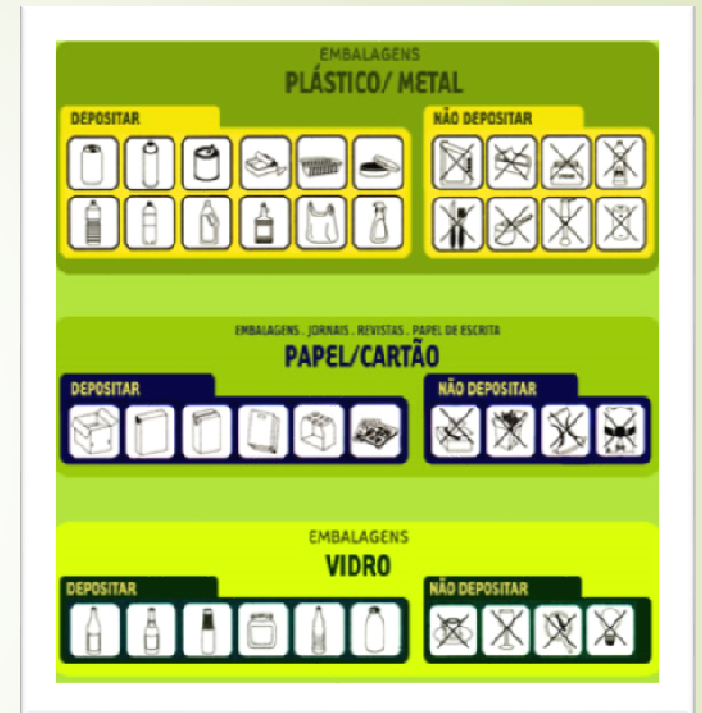 EMBALAGENS
PLÁSTICO/ METAL
DEPOSITAR
NÃO DEPOSITAR
EMBALAGENS . JORNAIS . REVISTAS . PAPEL DE ESCRITA
PAPEL/CARTÃO
DEPOSITAR
NÃO DEPOSITAR
EMBALAGENS
VIDRO
DEPOSITAR
NÃO DEPOSITAR